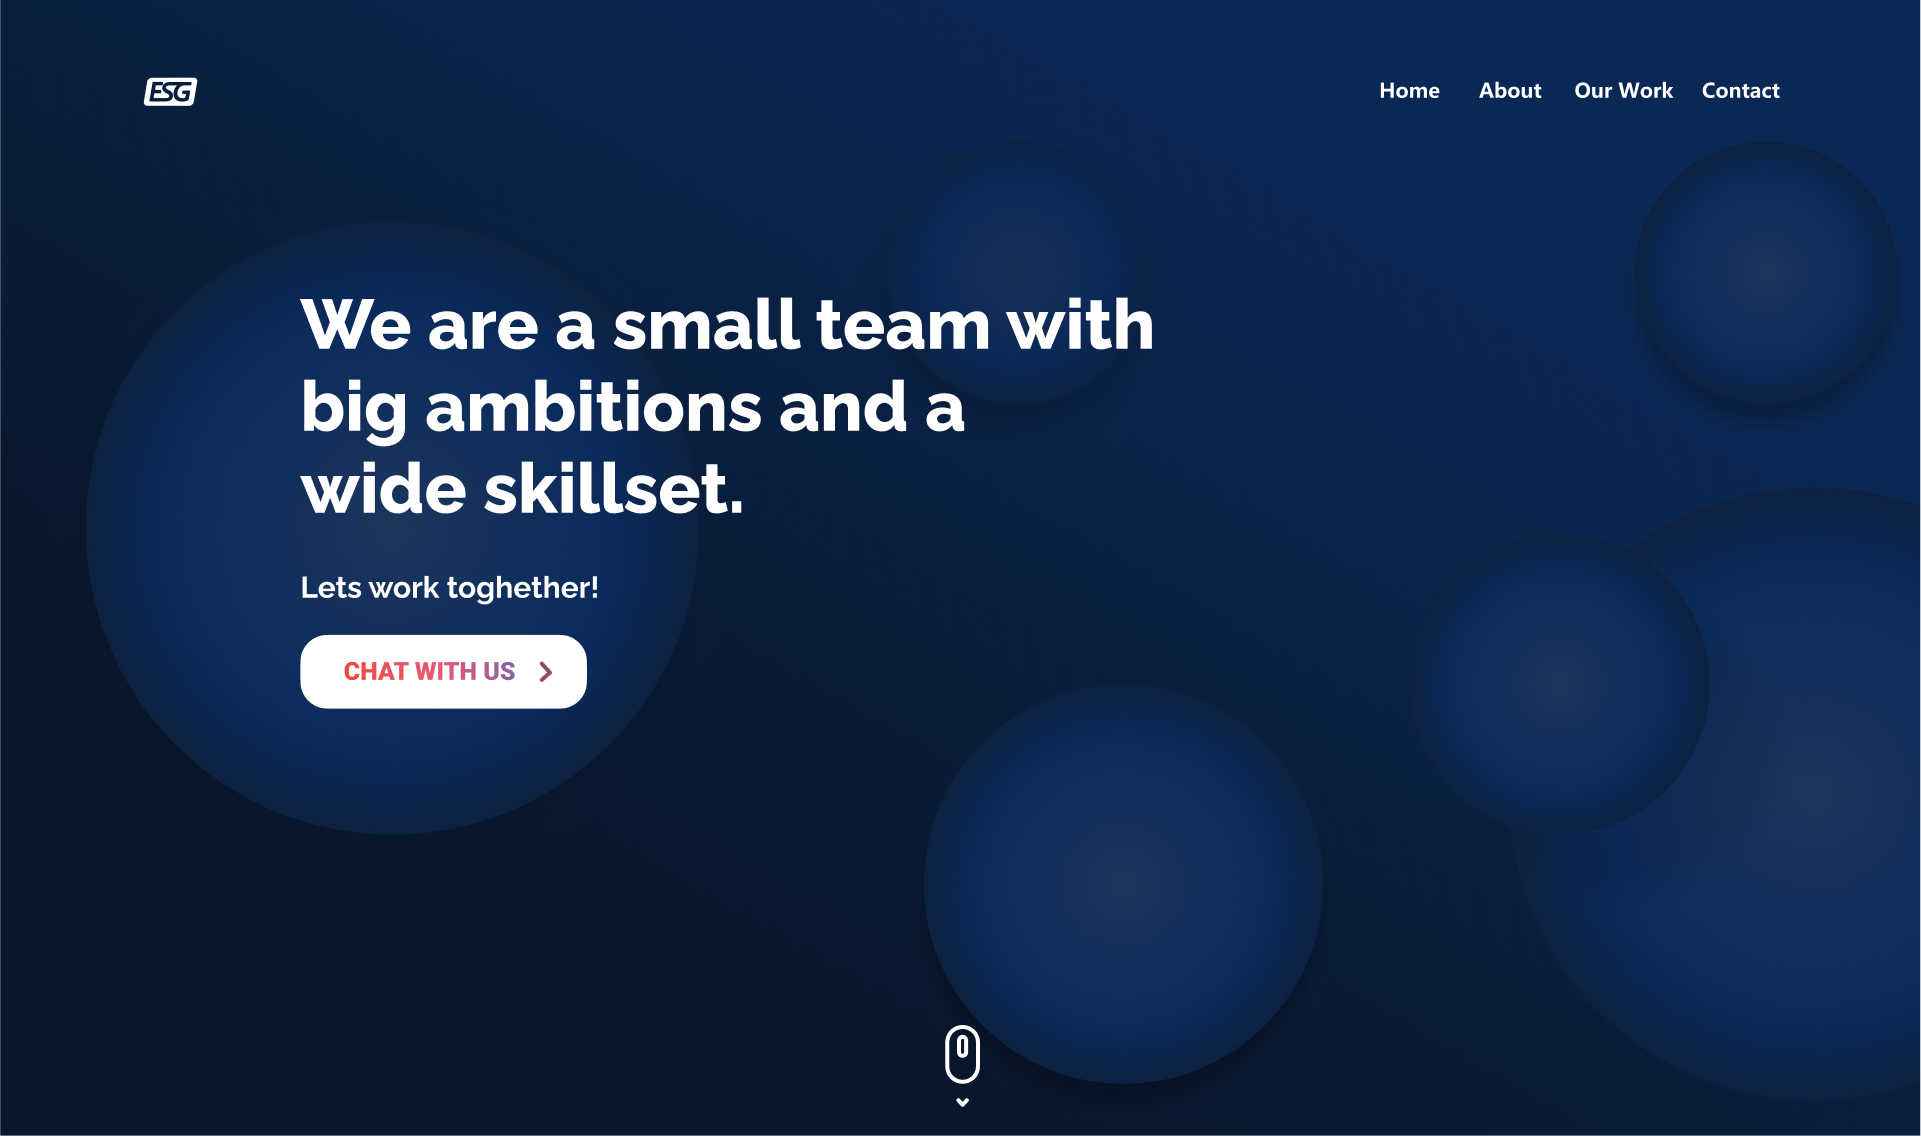 ESG
Home About Our Work Contact
We are a small team with
big ambitions and a
wide skillset.
Lets work toghether!
CHAT WITH US